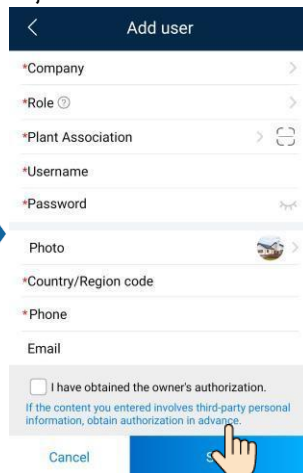 Add user
*Company
*Role ?
*Plant Association
*Username
*Password
Photo
*Country/Region code
*Phone
Email
I have obtained the owner's authorization.
If the content you entered involves third-party personal
information, obtain authorization in advance.
Cancel